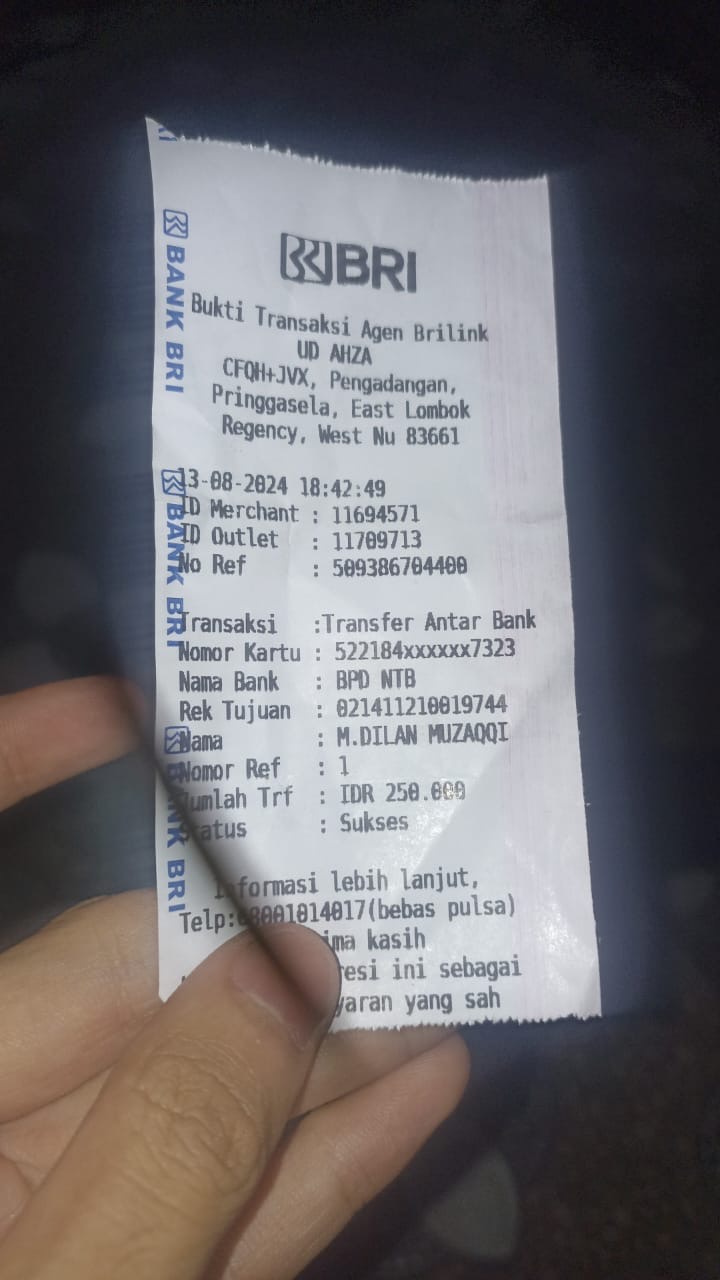 BRI
Bukti Transaksi Agen Brilink
UD AHZA
CFQH+JVX, Pengadangan,
Pringgasela, East Lombok
Regency, West Nu 83661
13-08-2024 18:42:49
ID Merchant : 11694571
ID Outlet : 11709713
No Ref : 509386704400
Transaksi :Transfer Antar Bank
Nomor Kartu : 522184xxxxxx7323
Nama Bank : BPD NTB
Rek Tujuan : 021411210019744
Nama : M.DILAN MUZAQQI
Nomor Ref : 1
Jumlah Trf : IDR 250.000
Status : Sukses
Informasi lebih lanjut,
Telp:08001014017(bebas pulsa)
kasih
resi ini sebagai
yang sah
BANK BRI
BANK BRI
BANK BRI